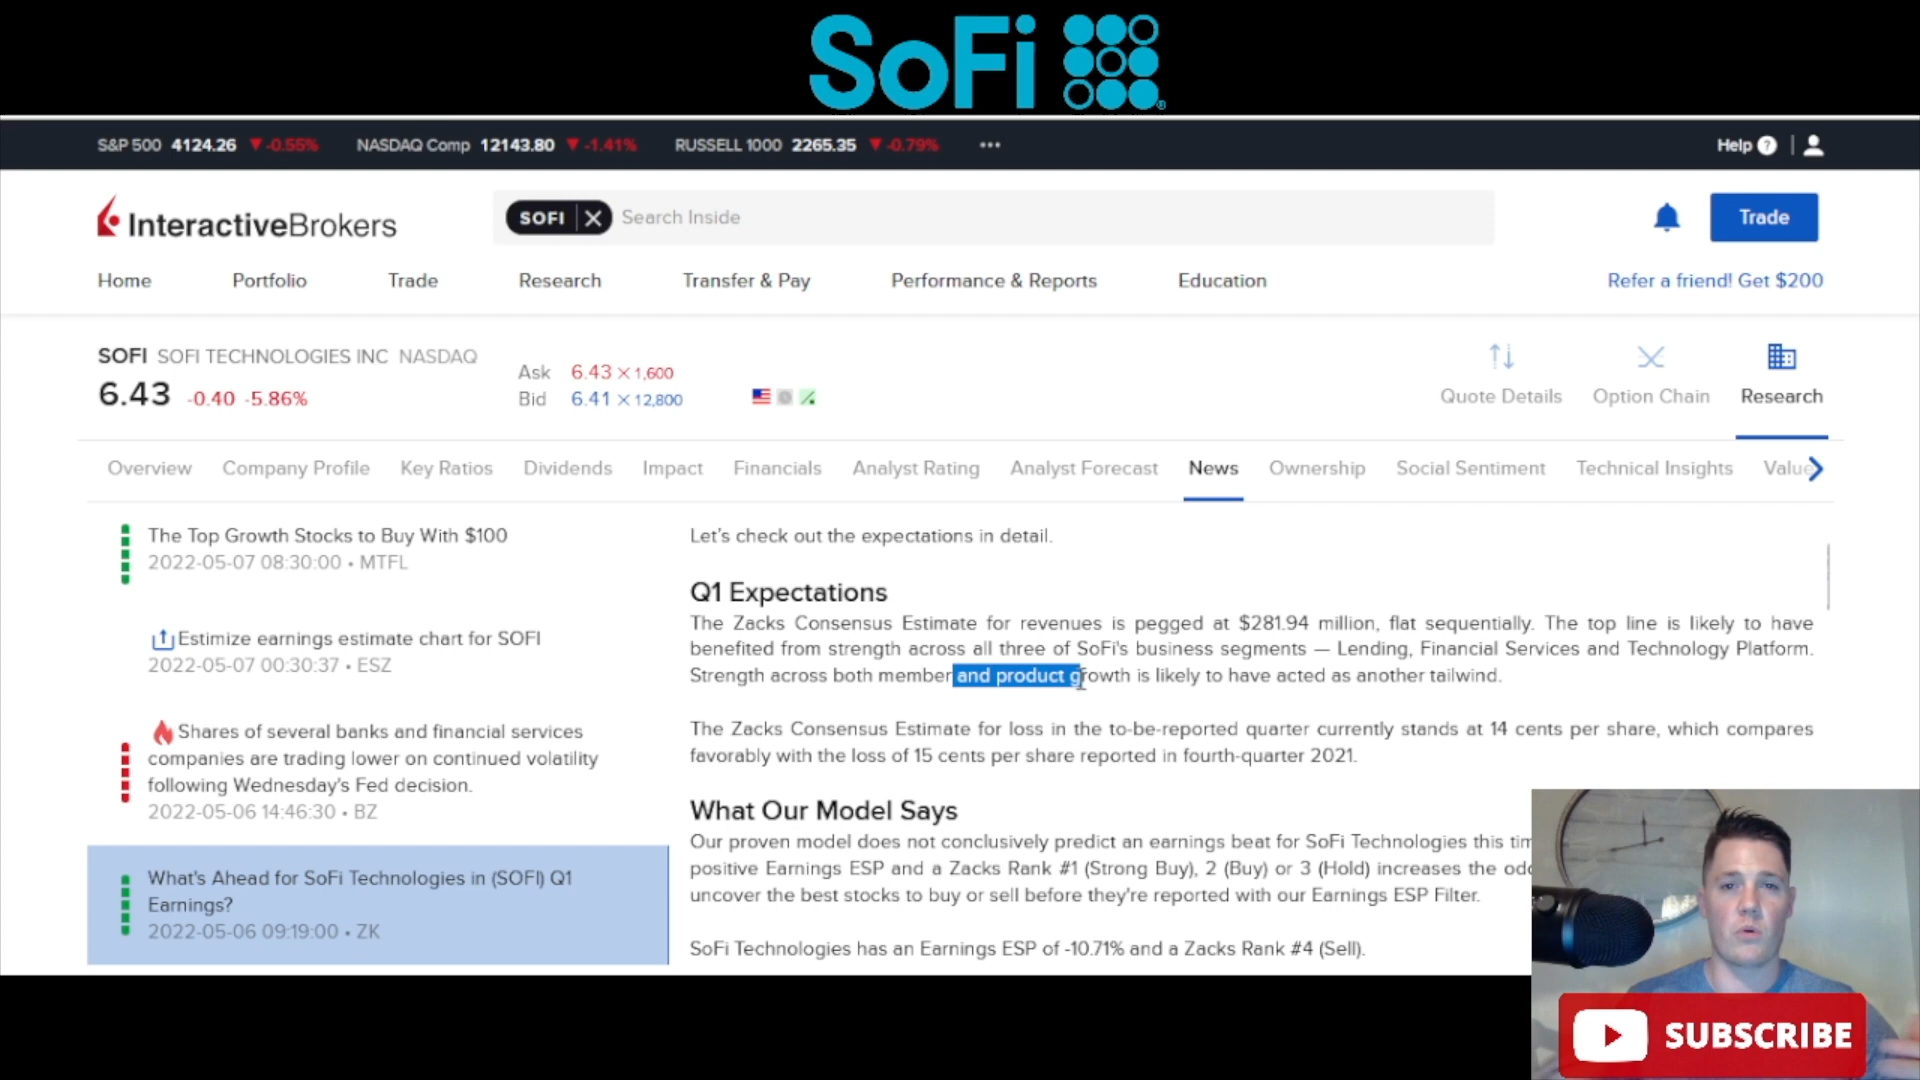 SoFi
S&P 500 4124.26 ▼-0.55% NASDAQ Comp 12143.80 ▼-1.41% RUSSELL 1000 2265.35 ▼-0.79% ••• Help ?
InteractiveBrokers SOFI X Search Inside Trade
Home Portfolio Trade Research Transfer & Pay Performance & Reports Education Refer a friend! Get $200
SOFI SOFI TECHNOLOGIES INC NASDAQ
6.43 -0.40 -5.86%
Ask 6.43 × 1,600
Bid 6.41 × 12,800
Quote Details Option Chain Research
Overview Company Profile Key Ratios Dividends Impact Financials Analyst Rating Analyst Forecast News Ownership Social Sentiment Technical Insights Value
The Top Growth Stocks to Buy With $100
2022-05-07 08:30:00 • MTFL
Estimize earnings estimate chart for SOFI
2022-05-07 00:30:37 • ESZ
Shares of several banks and financial services
companies are trading lower on continued volatility
following Wednesday's Fed decision.
2022-05-06 14:46:30 • BZ
What's Ahead for SoFi Technologies in (SOFI) Q1
Earnings?
2022-05-06 09:19:00 • ZK
Let's check out the expectations in detail.
Q1 Expectations
The Zacks Consensus Estimate for revenues is pegged at $281.94 million, flat sequentially. The top line is likely to have
benefited from strength across all three of SoFi's business segments — Lending, Financial Services and Technology Platform.
Strength across both member and product growth is likely to have acted as another tailwind.
The Zacks Consensus Estimate for loss in the to-be-reported quarter currently stands at 14 cents per share, which compares
favorably with the loss of 15 cents per share reported in fourth-quarter 2021.
What Our Model Says
Our proven model does not conclusively predict an earnings beat for SoFi Technologies this
positive Earnings ESP and a Zacks Rank #1 (Strong Buy), 2 (Buy) or 3 (Hold) increases the
uncover the best stocks to buy or sell before they're reported with our Earnings ESP Filter.
SoFi Technologies has an Earnings ESP of -10.71% and a Zacks Rank #4 (Sell).
SUBSCRIBE